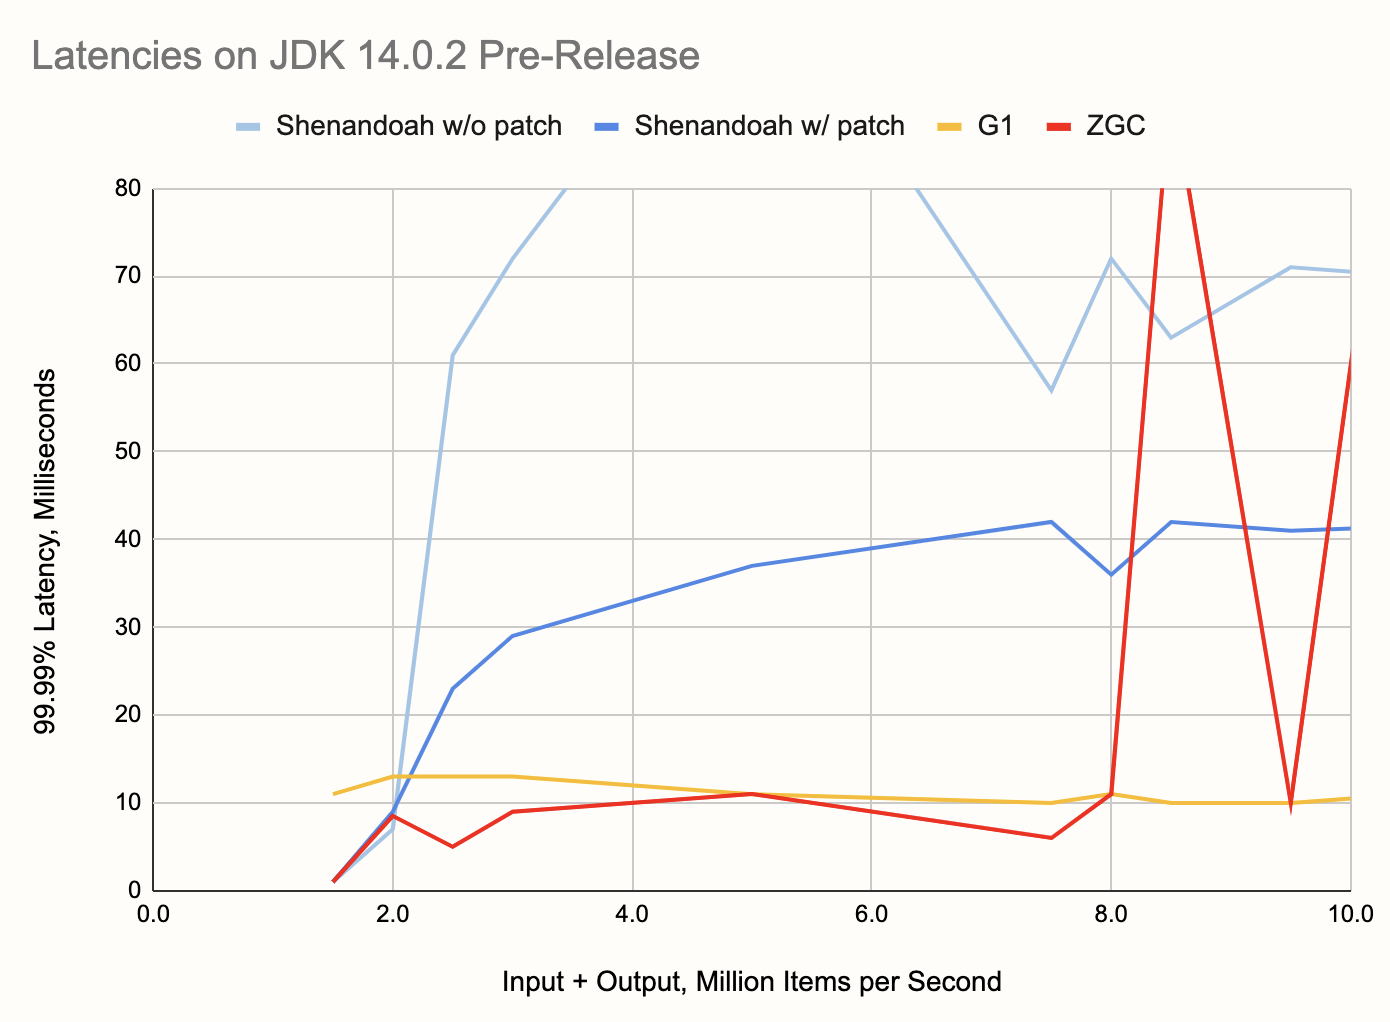 Latencies on JDK 14.0.2 Pre-Release
Shenandoah w/o patch Shenandoah w/ patch G1 ZGC
80
70
60
50
40
30
20
10
0
99.99% Latency, Milliseconds
0.0 2.0 4.0 6.0 8.0 10.0
Input + Output, Million Items per Second